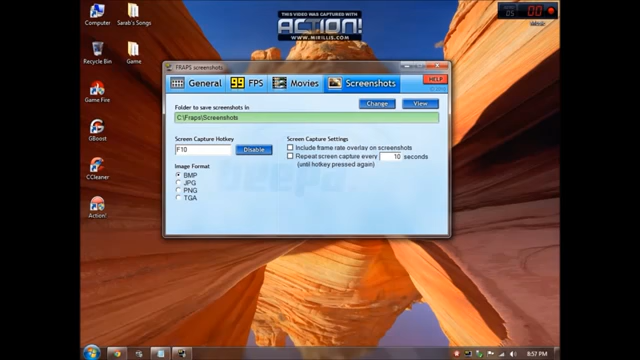 THIS VIDEO WAS CAPTURED WITH
ACTION!
WWW.MIRILLIS.COM
Computer
Sarab's Songs
Recycle Bin
Game
Game Fire
GBoost
CCleaner
Action!
FRAPS screenshots
General
99 FPS
Movies
Screenshots
HELP
Folder to save screenshots in
Change
View
C:\Fraps\Screenshots
Screen Capture Hotkey
F10
Disable
Screen Capture Settings
Include frame rate overlay on screenshots
Repeat screen capture every 10 seconds
(until hotkey pressed again)
Image Format
BMP
JPG
PNG
TGA
8:57 PM